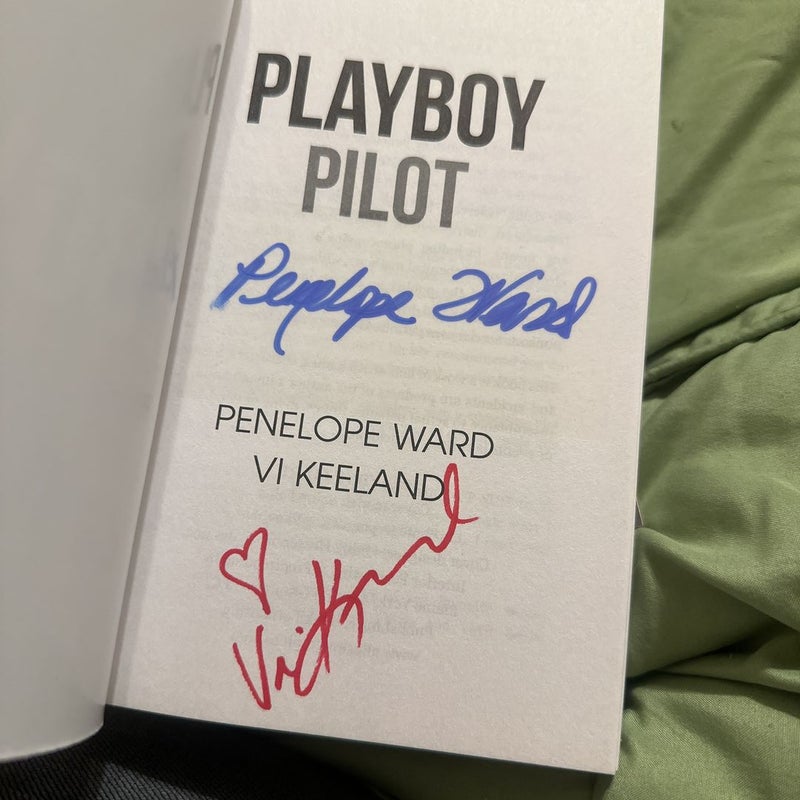 PLAYBOY
PILOT
Penelope Ward
PENELOPE WARD
VI KEELAND
Vi Keeland